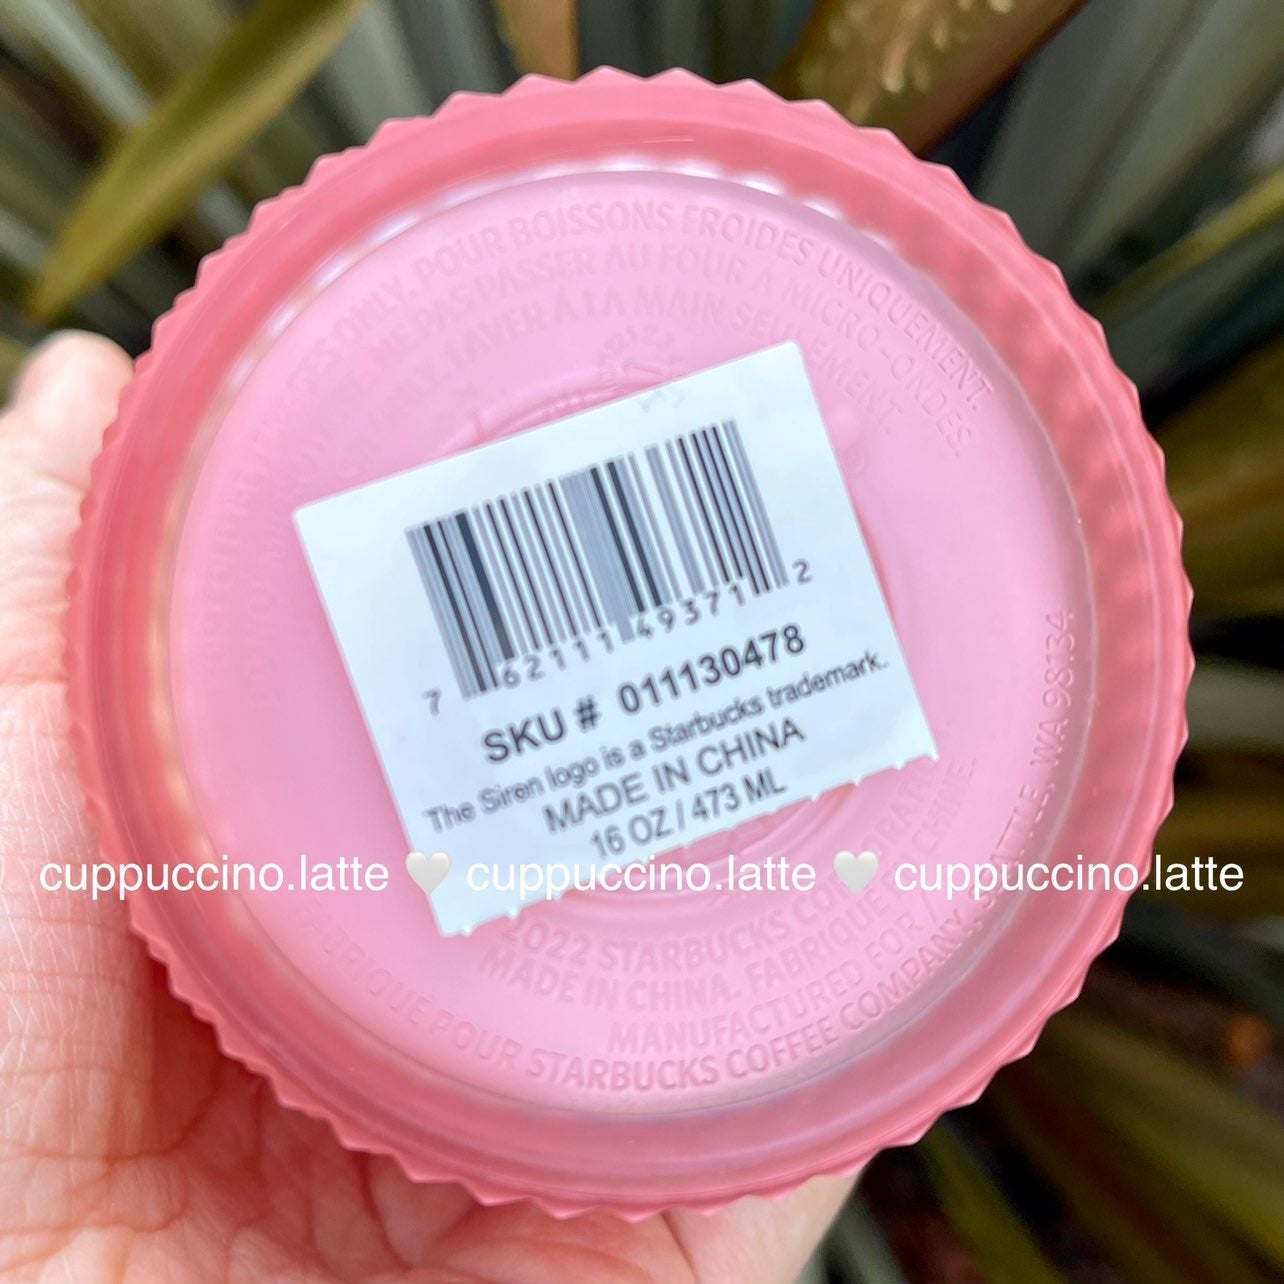 POUR BOISSONS FROIDES UNIQUEMENT.
NE PAS PASSER AU FOUR À MICRO-ONDES.
LAVER À LA MAIN SEULEMENT.
7 62111 49371 2
SKU # 011130478
The Siren logo is a Starbucks trademark.
MADE IN CHINA
16 OZ / 473 ML
cuppuccino.latte 🤍 cuppuccino.latte 🤍 cuppuccino.latte
2022 STARBUCKS
MADE IN CHINA. FABRIQUÉ CHINE.
MANUFACTURED FOR /
FABRIQUÉ POUR STARBUCKS COFFEE COMPANY, SEATTLE, WA 98134